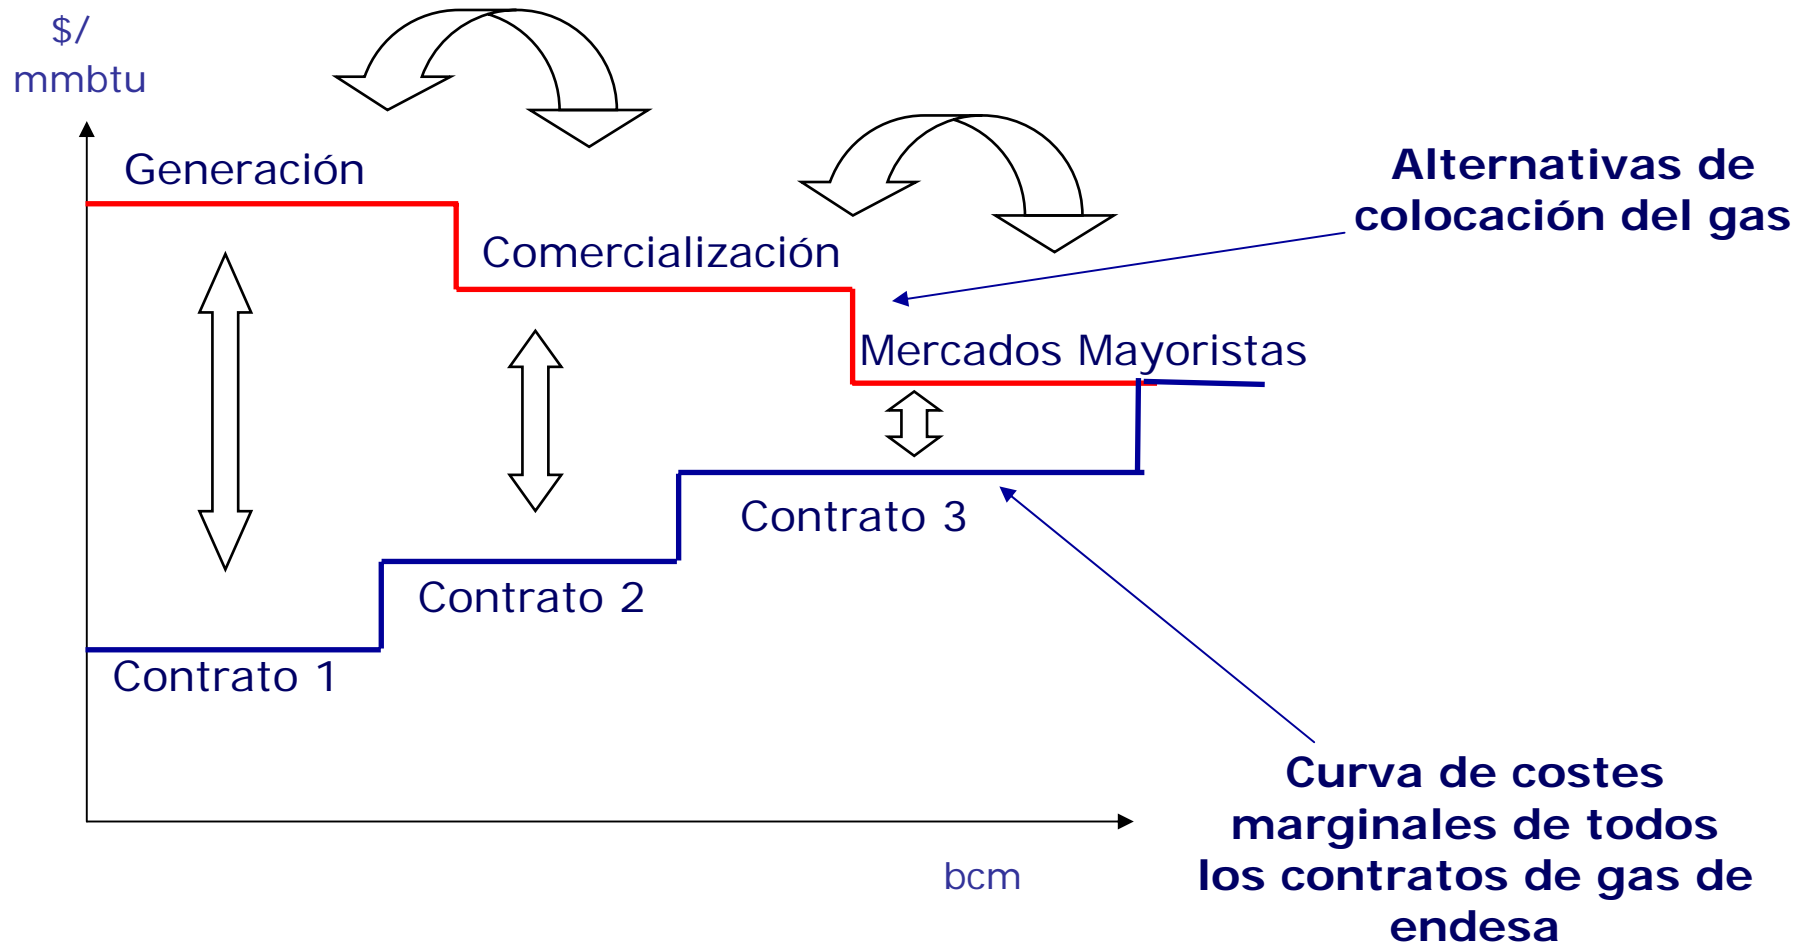 $/
mmbtu
Generación
Comercialización
Mercados Mayoristas
Alternativas de
colocación del gas
Contrato 3
Contrato 2
Contrato 1
bcm
Curva de costes
marginales de todos
los contratos de gas de
endesa